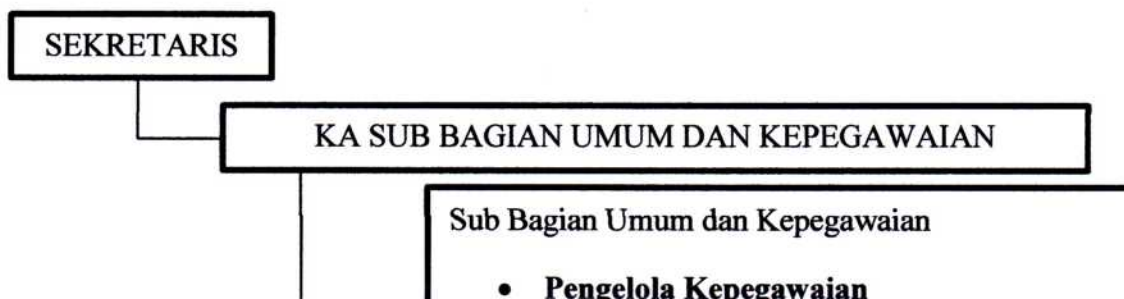 SEKRETARIS
KA SUB BAGIAN UMUM DAN KEPEGAWAIAN
Sub Bagian Umum dan Kepegawaian
• Pengelola Kepegawaian